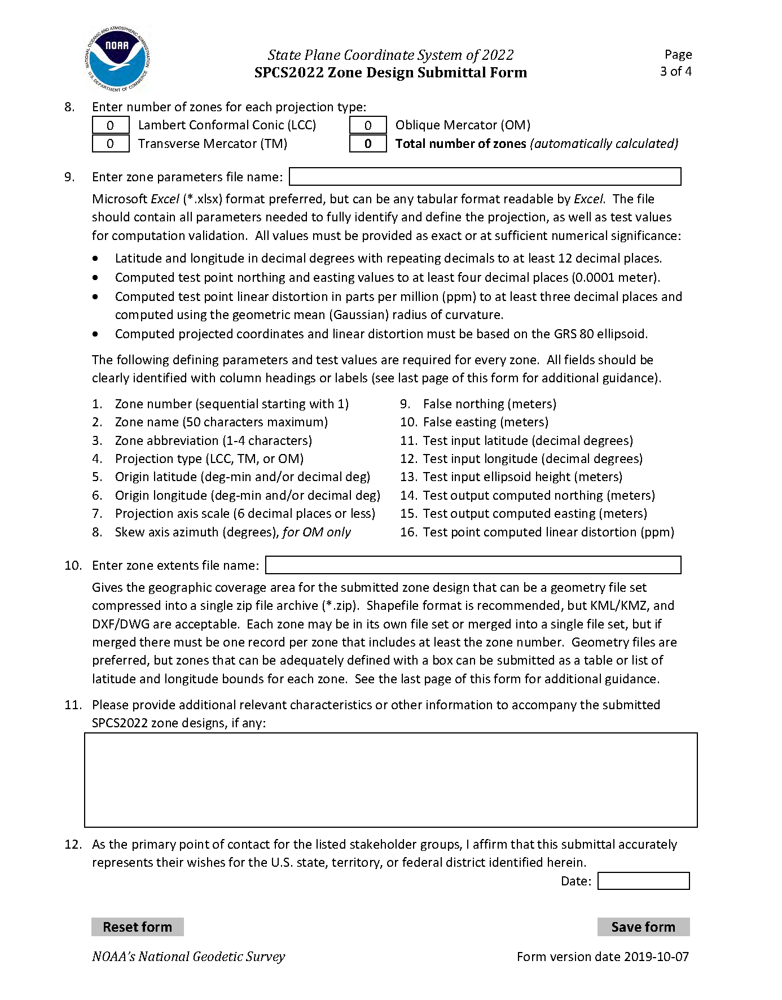 NATIONAL OCEANIC AND ATMOSPHERIC ADMINISTRATION
U.S. DEPARTMENT OF COMMERCE
NOAA
State Plane Coordinate System of 2022
SPCS2022 Zone Design Submittal Form
Page
3 of 4
8. Enter number of zones for each projection type:
0 Lambert Conformal Conic (LCC) 0 Oblique Mercator (OM)
0 Transverse Mercator (TM) 0 Total number of zones (automatically calculated)
9. Enter zone parameters file name:
Microsoft Excel (*.xlsx) format preferred, but can be any tabular format readable by Excel. The file
should contain all parameters needed to fully identify and define the projection, as well as test values
for computation validation. All values must be provided as exact or at sufficient numerical significance:
• Latitude and longitude in decimal degrees with repeating decimals to at least 12 decimal places.
• Computed test point northing and easting values to at least four decimal places (0.0001 meter).
• Computed test point linear distortion in parts per million (ppm) to at least three decimal places and
computed using the geometric mean (Gaussian) radius of curvature.
• Computed projected coordinates and linear distortion must be based on the GRS 80 ellipsoid.
The following defining parameters and test values are required for every zone. All fields should be
clearly identified with column headings or labels (see last page of this form for additional guidance).
1. Zone number (sequential starting with 1)
2. Zone name (50 characters maximum)
3. Zone abbreviation (1-4 characters)
4. Projection type (LCC, TM, or OM)
5. Origin latitude (deg-min and/or decimal deg)
6. Origin longitude (deg-min and/or decimal deg)
7. Projection axis scale (6 decimal places or less)
8. Skew axis azimuth (degrees), for OM only
9. False northing (meters)
10. False easting (meters)
11. Test input latitude (decimal degrees)
12. Test input longitude (decimal degrees)
13. Test input ellipsoid height (meters)
14. Test output computed northing (meters)
15. Test output computed easting (meters)
16. Test point computed linear distortion (ppm)
10. Enter zone extents file name:
Gives the geographic coverage area for the submitted zone design that can be a geometry file set
compressed into a single zip file archive (*.zip). Shapefile format is recommended, but KML/KMZ, and
DXF/DWG are acceptable. Each zone may be in its own file set or merged into a single file set, but if
merged there must be one record per zone that includes at least the zone number. Geometry files are
preferred, but zones that can be adequately defined with a box can be submitted as a table or list of
latitude and longitude bounds for each zone. See the last page of this form for additional guidance.
11. Please provide additional relevant characteristics or other information to accompany the submitted
SPCS2022 zone designs, if any:
12. As the primary point of contact for the listed stakeholder groups, I affirm that this submittal accurately
represents their wishes for the U.S. state, territory, or federal district identified herein.
Date:
Reset form Save form
NOAA's National Geodetic Survey Form version date 2019-10-07